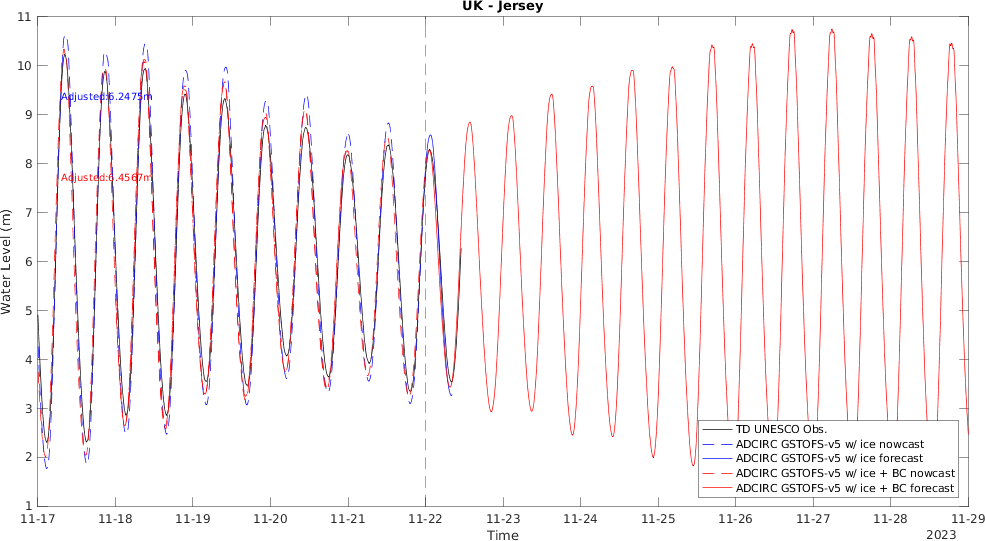 UK - Jersey
11
10
9
8
7
6
5
4
3
2
1
Water Level (m)
Adjusted:6.2475m
Adjusted:6.4567m
TD UNESCO Obs.
ADCIRC GSTOFS-v5 w/ ice nowcast
ADCIRC GSTOFS-v5 w/ ice forecast
ADCIRC GSTOFS-v5 w/ ice + BC nowcast
ADCIRC GSTOFS-v5 w/ ice + BC forecast
11-17 11-18 11-19 11-20 11-21 11-22 11-23 11-24 11-25 11-26 11-27 11-28 11-29
Time
2023